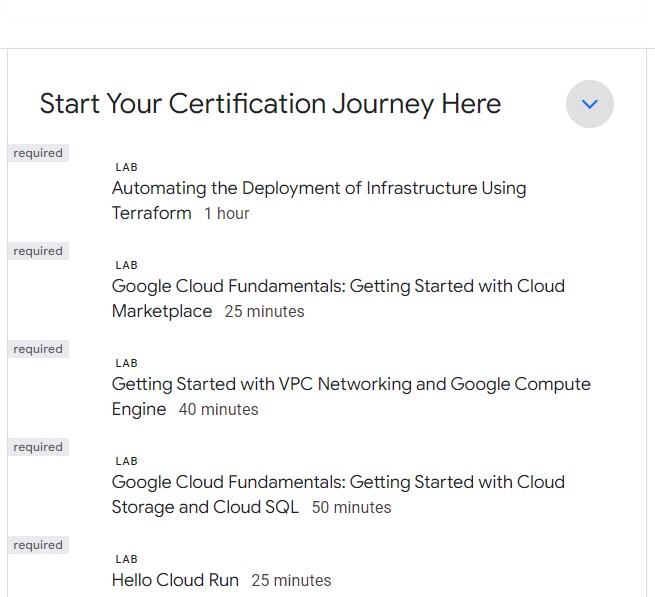 Start Your Certification Journey Here
required
LAB
Automating the Deployment of Infrastructure Using
Terraform 1 hour
required
LAB
Google Cloud Fundamentals: Getting Started with Cloud
Marketplace 25 minutes
required
LAB
Getting Started with VPC Networking and Google Compute
Engine 40 minutes
required
LAB
Google Cloud Fundamentals: Getting Started with Cloud
Storage and Cloud SQL 50 minutes
required
LAB
Hello Cloud Run 25 minutes